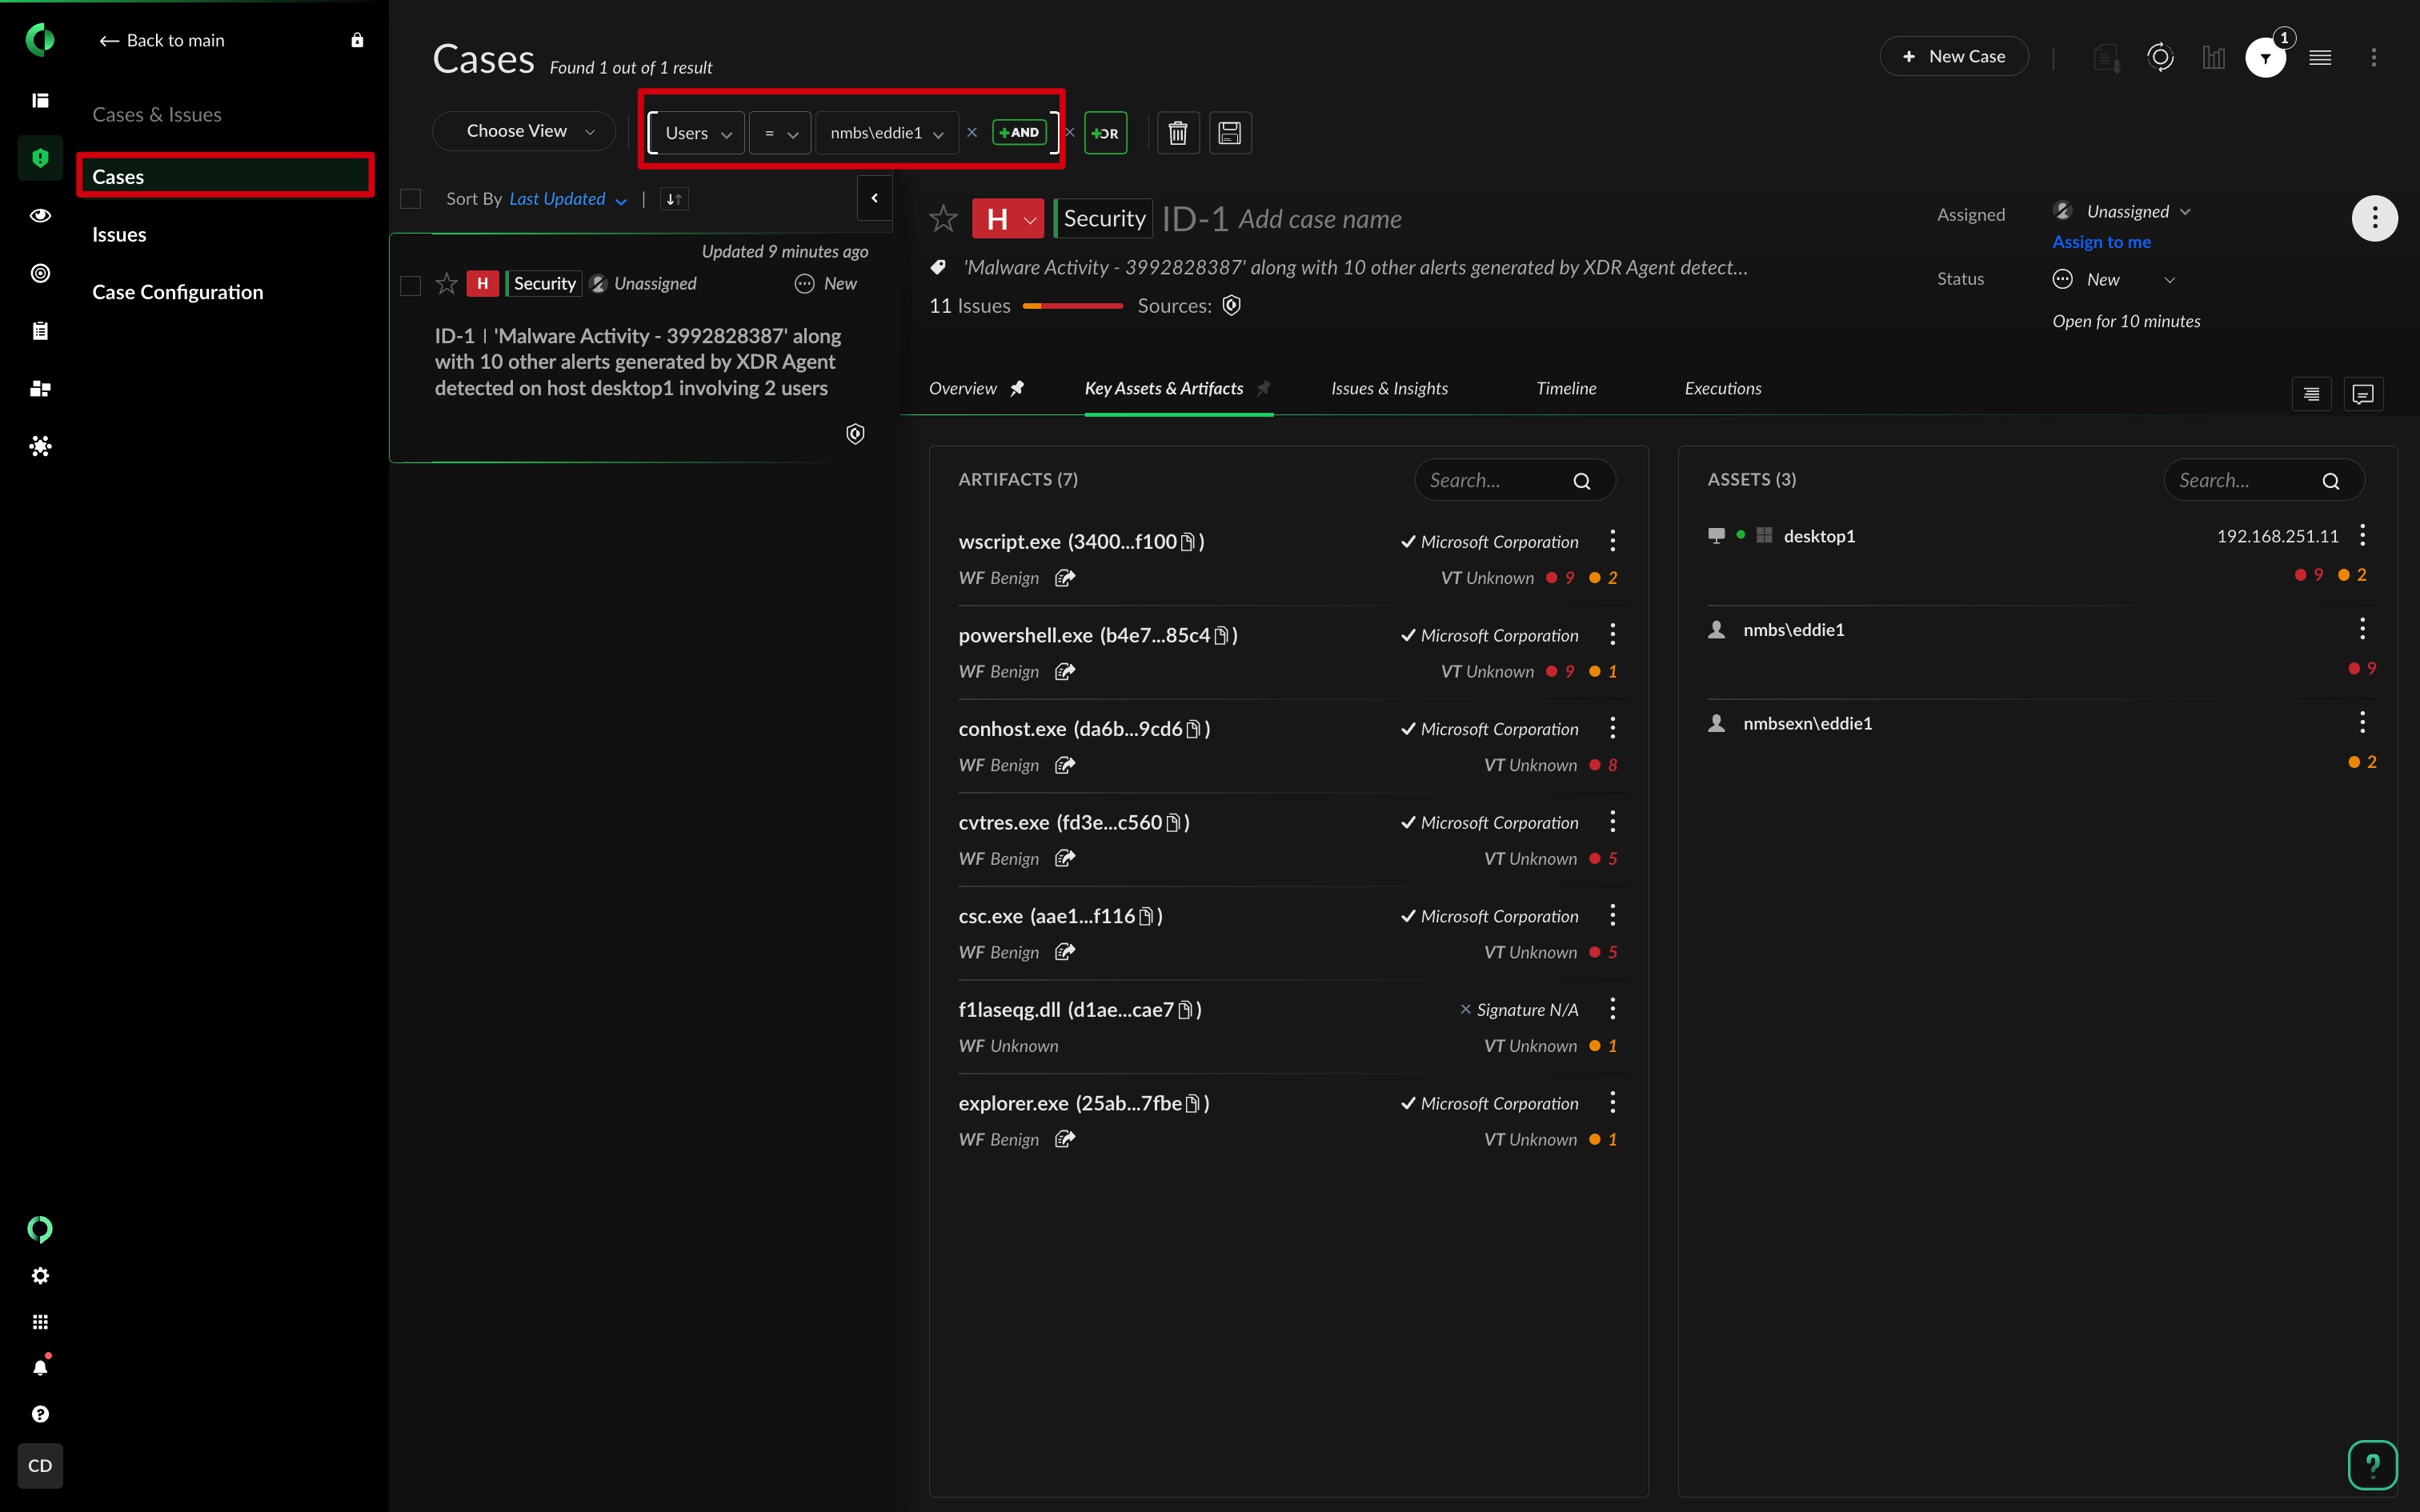 Back to main
Cases & Issues
Cases
Issues
Case Configuration
CD
Cases Found 1 out of 1 result
+ New Case
1
Choose View
Users = nmbs\eddie1 × +AND × +OR
Sort By Last Updated |
Updated 9 minutes ago
H Security Unassigned New
ID-1 | 'Malware Activity - 3992828387' along
with 10 other alerts generated by XDR Agent
detected on host desktop1 involving 2 users
H Security ID-1 Add case name
'Malware Activity - 3992828387' along with 10 other alerts generated by XDR Agent detect...
11 Issues Sources:
Assigned Unassigned
Assign to me
Status New
Open for 10 minutes
Overview Key Assets & Artifacts Issues & Insights Timeline Executions
ARTIFACTS (7) Search...
wscript.exe (3400...f100) Microsoft Corporation
WF Benign VT Unknown 9 2
powershell.exe (b4e7...85c4) Microsoft Corporation
WF Benign VT Unknown 9 1
conhost.exe (da6b...9cd6) Microsoft Corporation
WF Benign VT Unknown 8
cvtres.exe (fd3e...c560) Microsoft Corporation
WF Benign VT Unknown 5
csc.exe (aae1...f116) Microsoft Corporation
WF Benign VT Unknown 5
f1laseqg.dll (d1ae...cae7) × Signature N/A
WF Unknown VT Unknown 1
explorer.exe (25ab...7fbe) Microsoft Corporation
WF Benign VT Unknown 1
ASSETS (3) Search...
desktop1 192.168.251.11
9 2
nmbs\eddie1
9
nmbsexn\eddie1
2
?